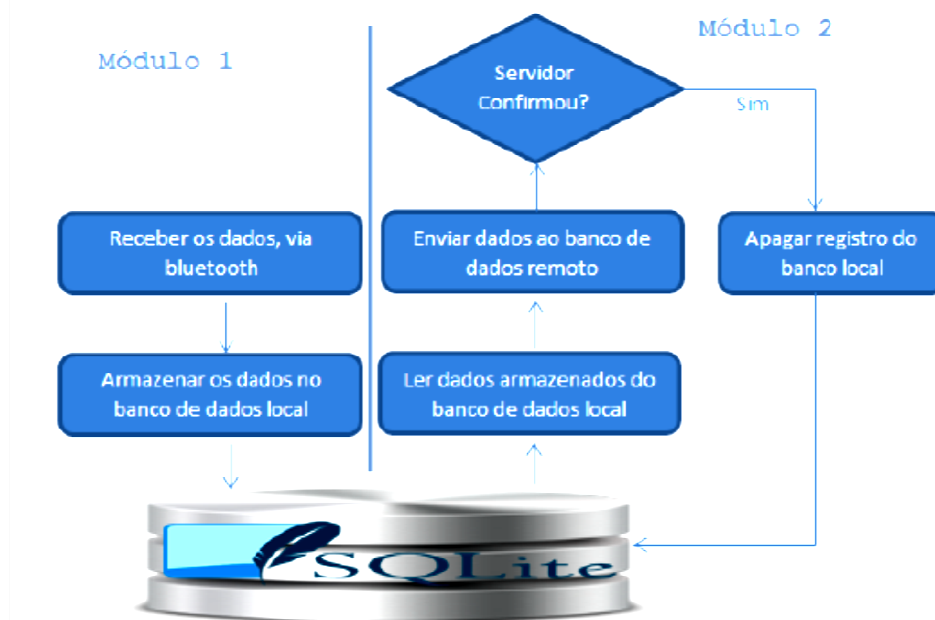 Módulo 1
Módulo 2
Servidor
Confirmou?
Sim
Receber os dados, via
bluetooth
Enviar dados ao banco de
dados remoto
Apagar registro do
banco local
Armazenar os dados no
banco de dados local
Ler dados armazenados do
banco de dados local
SQLite